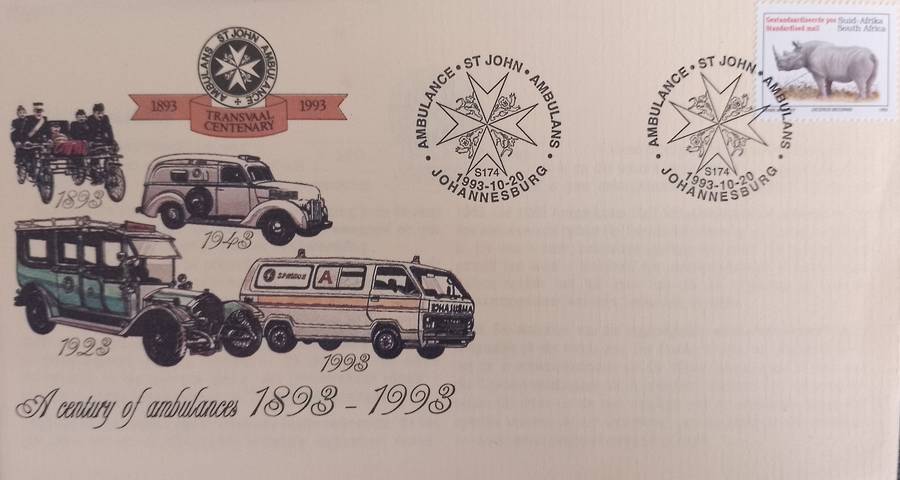 AMBULANS ST JOHN AMBULANCE
1893 1993
TRANSVAAL
CENTENARY
1893
1943
1923
A
1993
A century of ambulances 1893 - 1993
AMBULANCE • ST JOHN • AMBULANS •
S174
1993-10-20
JOHANNESBURG
AMBULANCE • ST JOHN • AMBULANS •
S174
1993-10-20
JOHANNESBURG
Gestandaardiseerde pos Suid-Afrika
Standardised mail South Africa